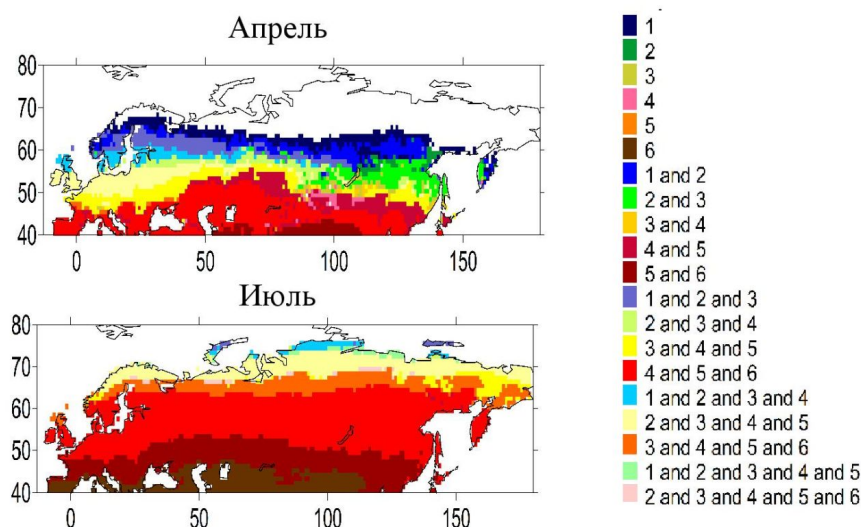 Апрель
80
70
60
50
40
0 50 100 150
Июль
80
70
60
50
40
0 50 100 150
1
2
3
4
5
6
1 and 2
2 and 3
3 and 4
4 and 5
5 and 6
1 and 2 and 3
2 and 3 and 4
3 and 4 and 5
4 and 5 and 6
1 and 2 and 3 and 4
2 and 3 and 4 and 5
3 and 4 and 5 and 6
1 and 2 and 3 and 4 and 5
2 and 3 and 4 and 5 and 6